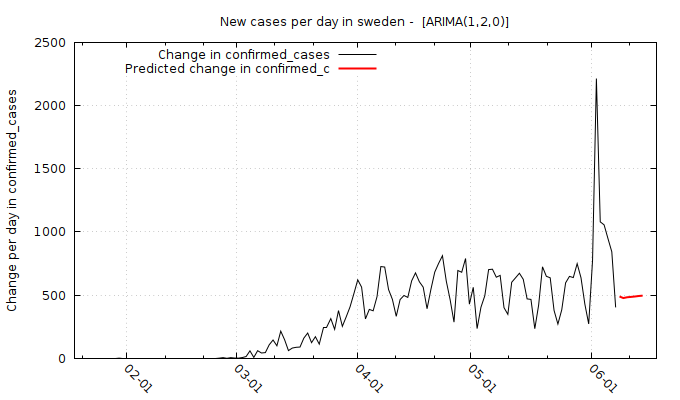 New cases per day in sweden - [ARIMA(1,2,0)]
Change in confirmed_cases
Predicted change in confirmed_c
Change per day in confirmed_cases
2500
2000
1500
1000
500
0
02-01
03-01
04-01
05-01
06-01